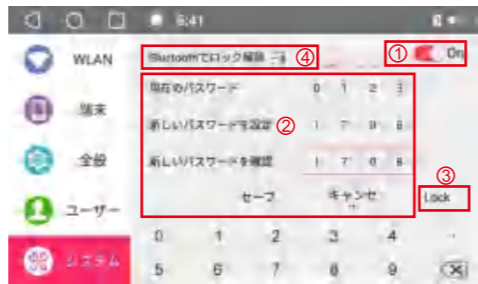 8:41
WLAN
Bluetoothでロック解除 ④
① On
端末
現在のパスワード 0 1 2 3
新しいパスワードを設定 ② 1 7 0 8
全般
新しいパスワードを確認 1 7 0 8
③
ユーザー
セーブ キャンセ Lock
システム
0 1 2 3 4
5 6 7 8 9